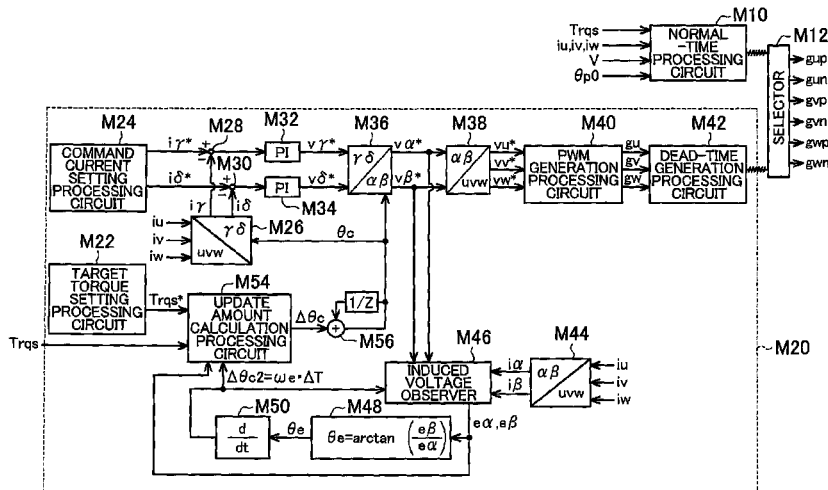 M10
Trqs
iu,iv,iw
V
θp0
NORMAL
-TIME
PROCESSING
CIRCUIT
M12
SELECTOR
gup
gun
gvp
gvn
gwp
gwn
M24
COMMAND
CURRENT
SETTING
PROCESSING
CIRCUIT
iγ*
iδ*
+
−
M28
M30
+
−
iγ
iδ
M32
PI
PI
M34
vγ*
vδ*
M36
γδ
αβ
vα*
vβ*
M38
αβ
uvw
vu*
vv*
vw*
M40
PWM
GENERATION
PROCESSING
CIRCUIT
gu
gv
gw
M42
DEAD-TIME
GENERATION
PROCESSING
CIRCUIT
iu
iv
iw
γδ
uvw
M26
θc
M22
TARGET
TORQUE
SETTING
PROCESSING
CIRCUIT
Trqs*
Trqs
M54
UPDATE
AMOUNT
CALCULATION
PROCESSING
CIRCUIT
Δθc
1/Z
+
M56
M46
INDUCED
VOLTAGE
OBSERVER
iα
iβ
M44
αβ
uvw
iu
iv
iw
M20
Δθc2=ωe·ΔT
M50
d
dt
θe
M48
θe=arctan(eβ/eα)
eα,eβ